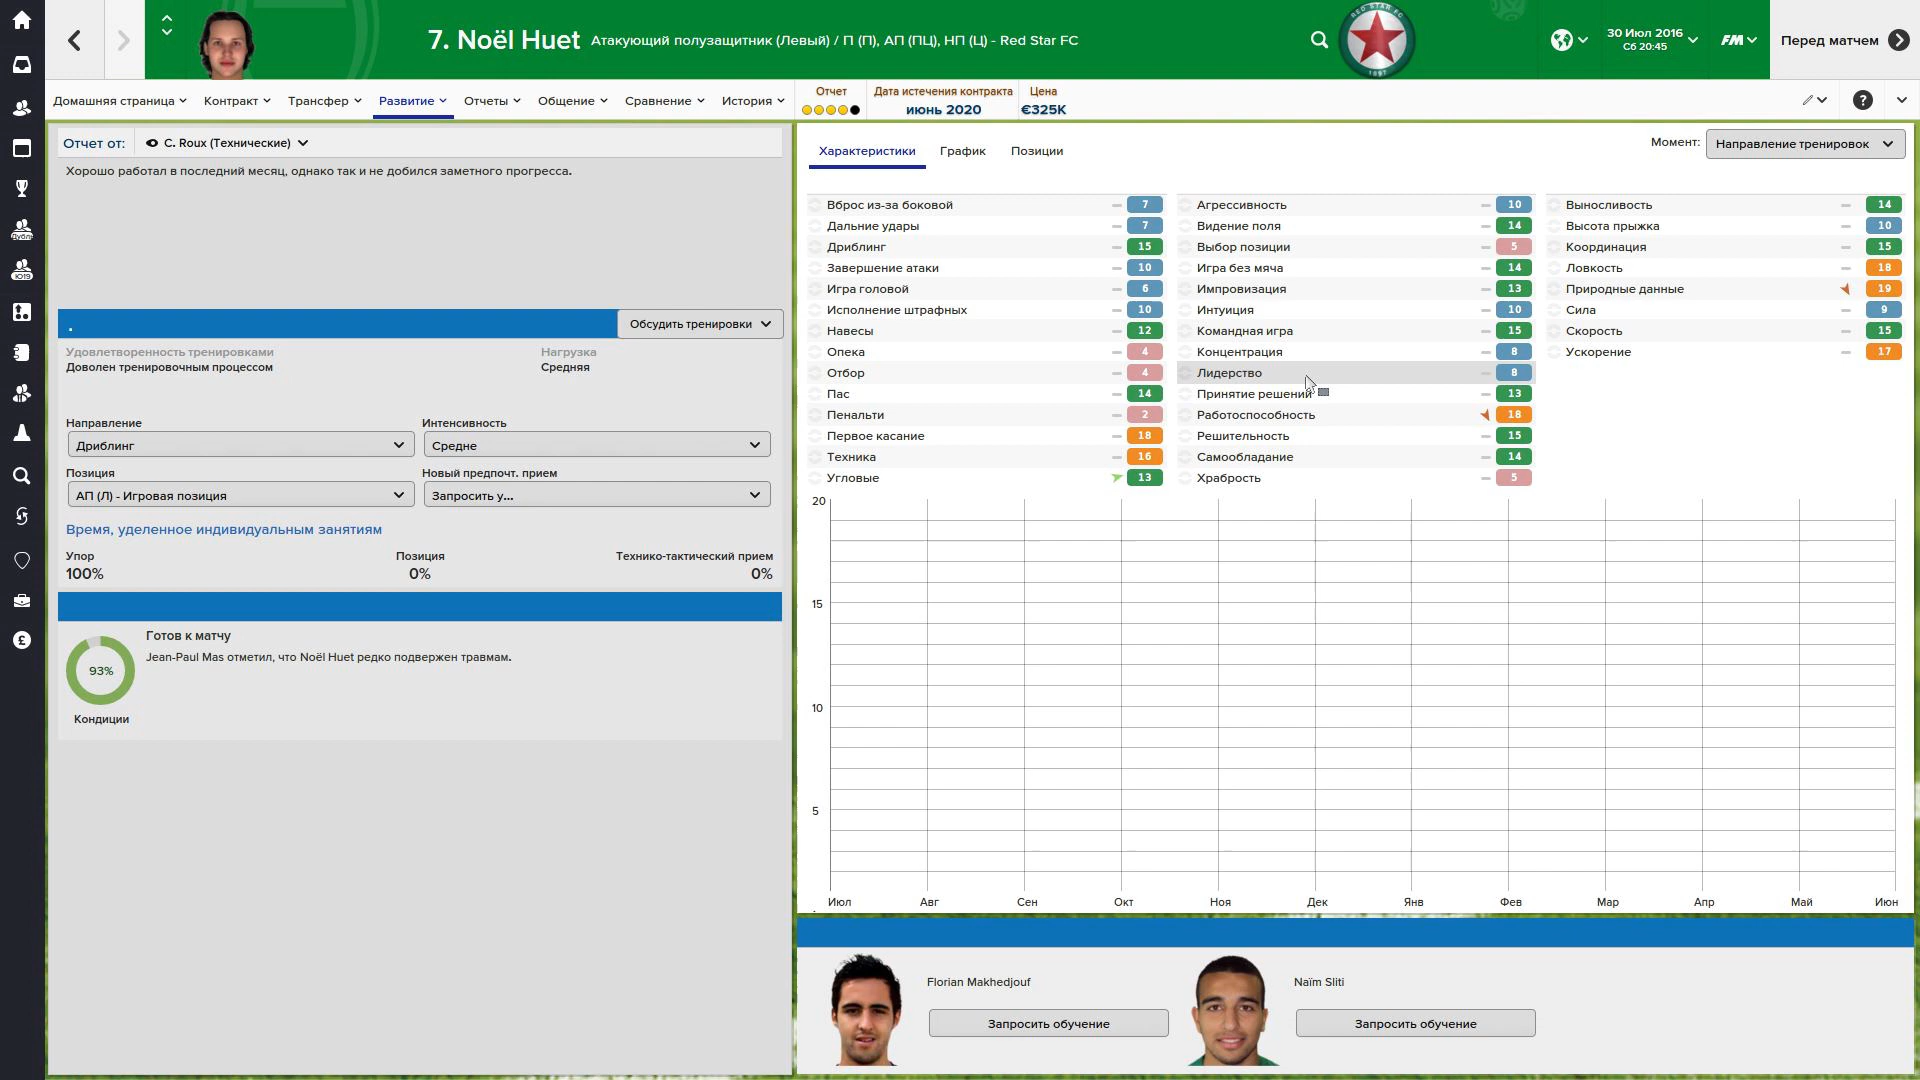 7. Noël Huet Атакующий полузащитник (Левый) / П (П), АП (ПЦ), НП (Ц) - Red Star FC
RED STAR FC
1897
30 Июл 2016
Сб 20:45
FM
Перед матчем
Домашняя страница
Контракт
Трансфер
Развитие
Отчеты
Общение
Сравнение
История
Отчет
Дата истечения контракта
июнь 2020
Цена
€325K
?
Отчет от:
C. Roux (Технические)
Хорошо работал в последний месяц, однако так и не добился заметного прогресса.
.
Обсудить тренировки
Удовлетворенность тренировками
Доволен тренировочным процессом
Нагрузка
Средняя
Направление
Дриблинг
Интенсивность
Средне
Позиция
АП (Л) - Игровая позиция
Новый предпочт. прием
Запросить у...
Время, уделенное индивидуальным занятиям
Упор
100%
Позиция
0%
Технико-тактический прием
0%
93%
Кондиции
Готов к матчу
Jean-Paul Mas отметил, что Noël Huet редко подвержен травмам.
Характеристики
График
Позиции
Момент:
Направление тренировок
Вброс из-за боковой 7
Дальние удары 7
Дриблинг 15
Завершение атаки 10
Игра головой 6
Исполнение штрафных 10
Навесы 12
Опека 4
Отбор 4
Пас 14
Пенальти 2
Первое касание 18
Техника 16
Угловые 13
Агрессивность 10
Видение поля 14
Выбор позиции 5
Игра без мяча 14
Импровизация 13
Интуиция 10
Командная игра 15
Концентрация 8
Лидерство 8
Принятие решений 13
Работоспособность 18
Решительность 15
Самообладание 14
Храбрость 5
Выносливость 14
Высота прыжка 10
Координация 15
Ловкость 18
Природные данные 19
Сила 9
Скорость 15
Ускорение 17
20
15
10
5
Июл Авг Сен Окт Ноя Дек Янв Фев Мар Апр Май Июн
Florian Makhedjouf
Запросить обучение
Naïm Sliti
Запросить обучение
Дубль
Ю19
£